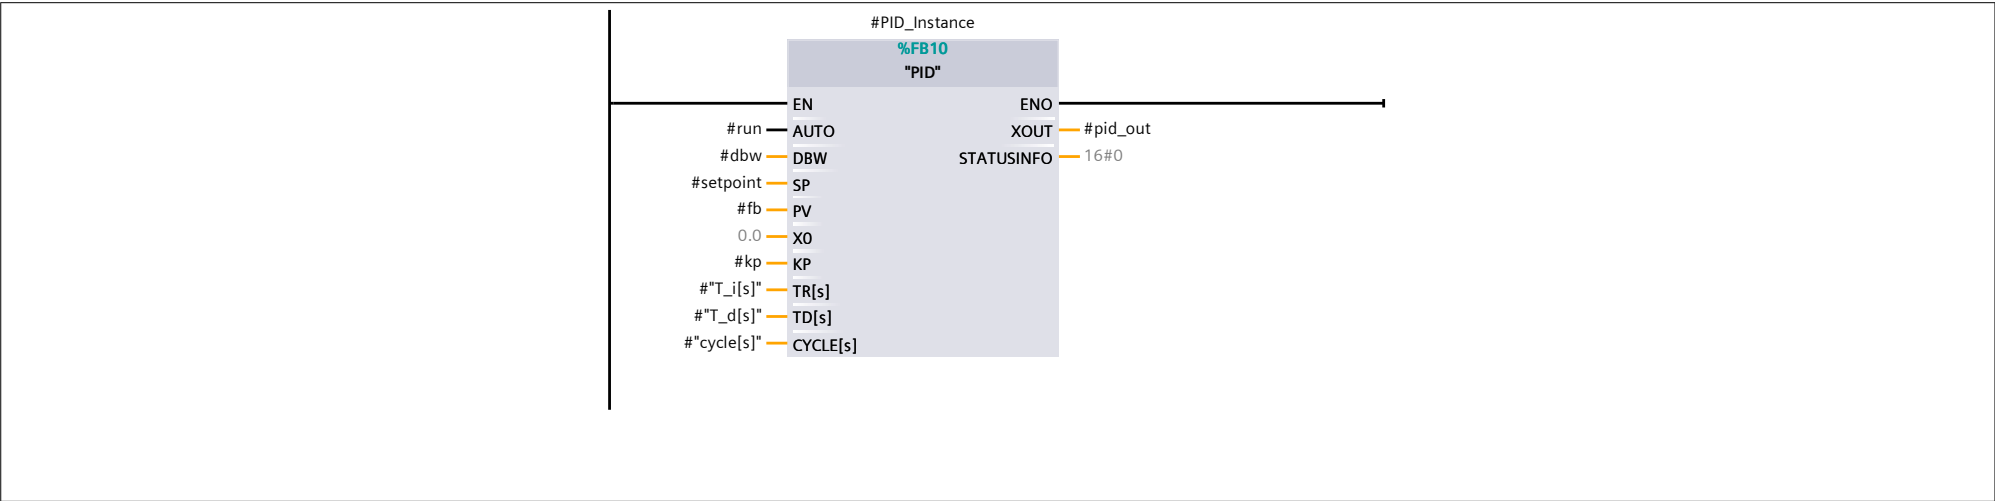 #PID_Instance
%FB10
"PID"
EN ENO
#run AUTO XOUT #pid_out
#dbw DBW STATUSINFO 16#0
#setpoint SP
#fb PV
0.0 X0
#kp KP
#"T_i[s]" TR[s]
#"T_d[s]" TD[s]
#"cycle[s]" CYCLE[s]